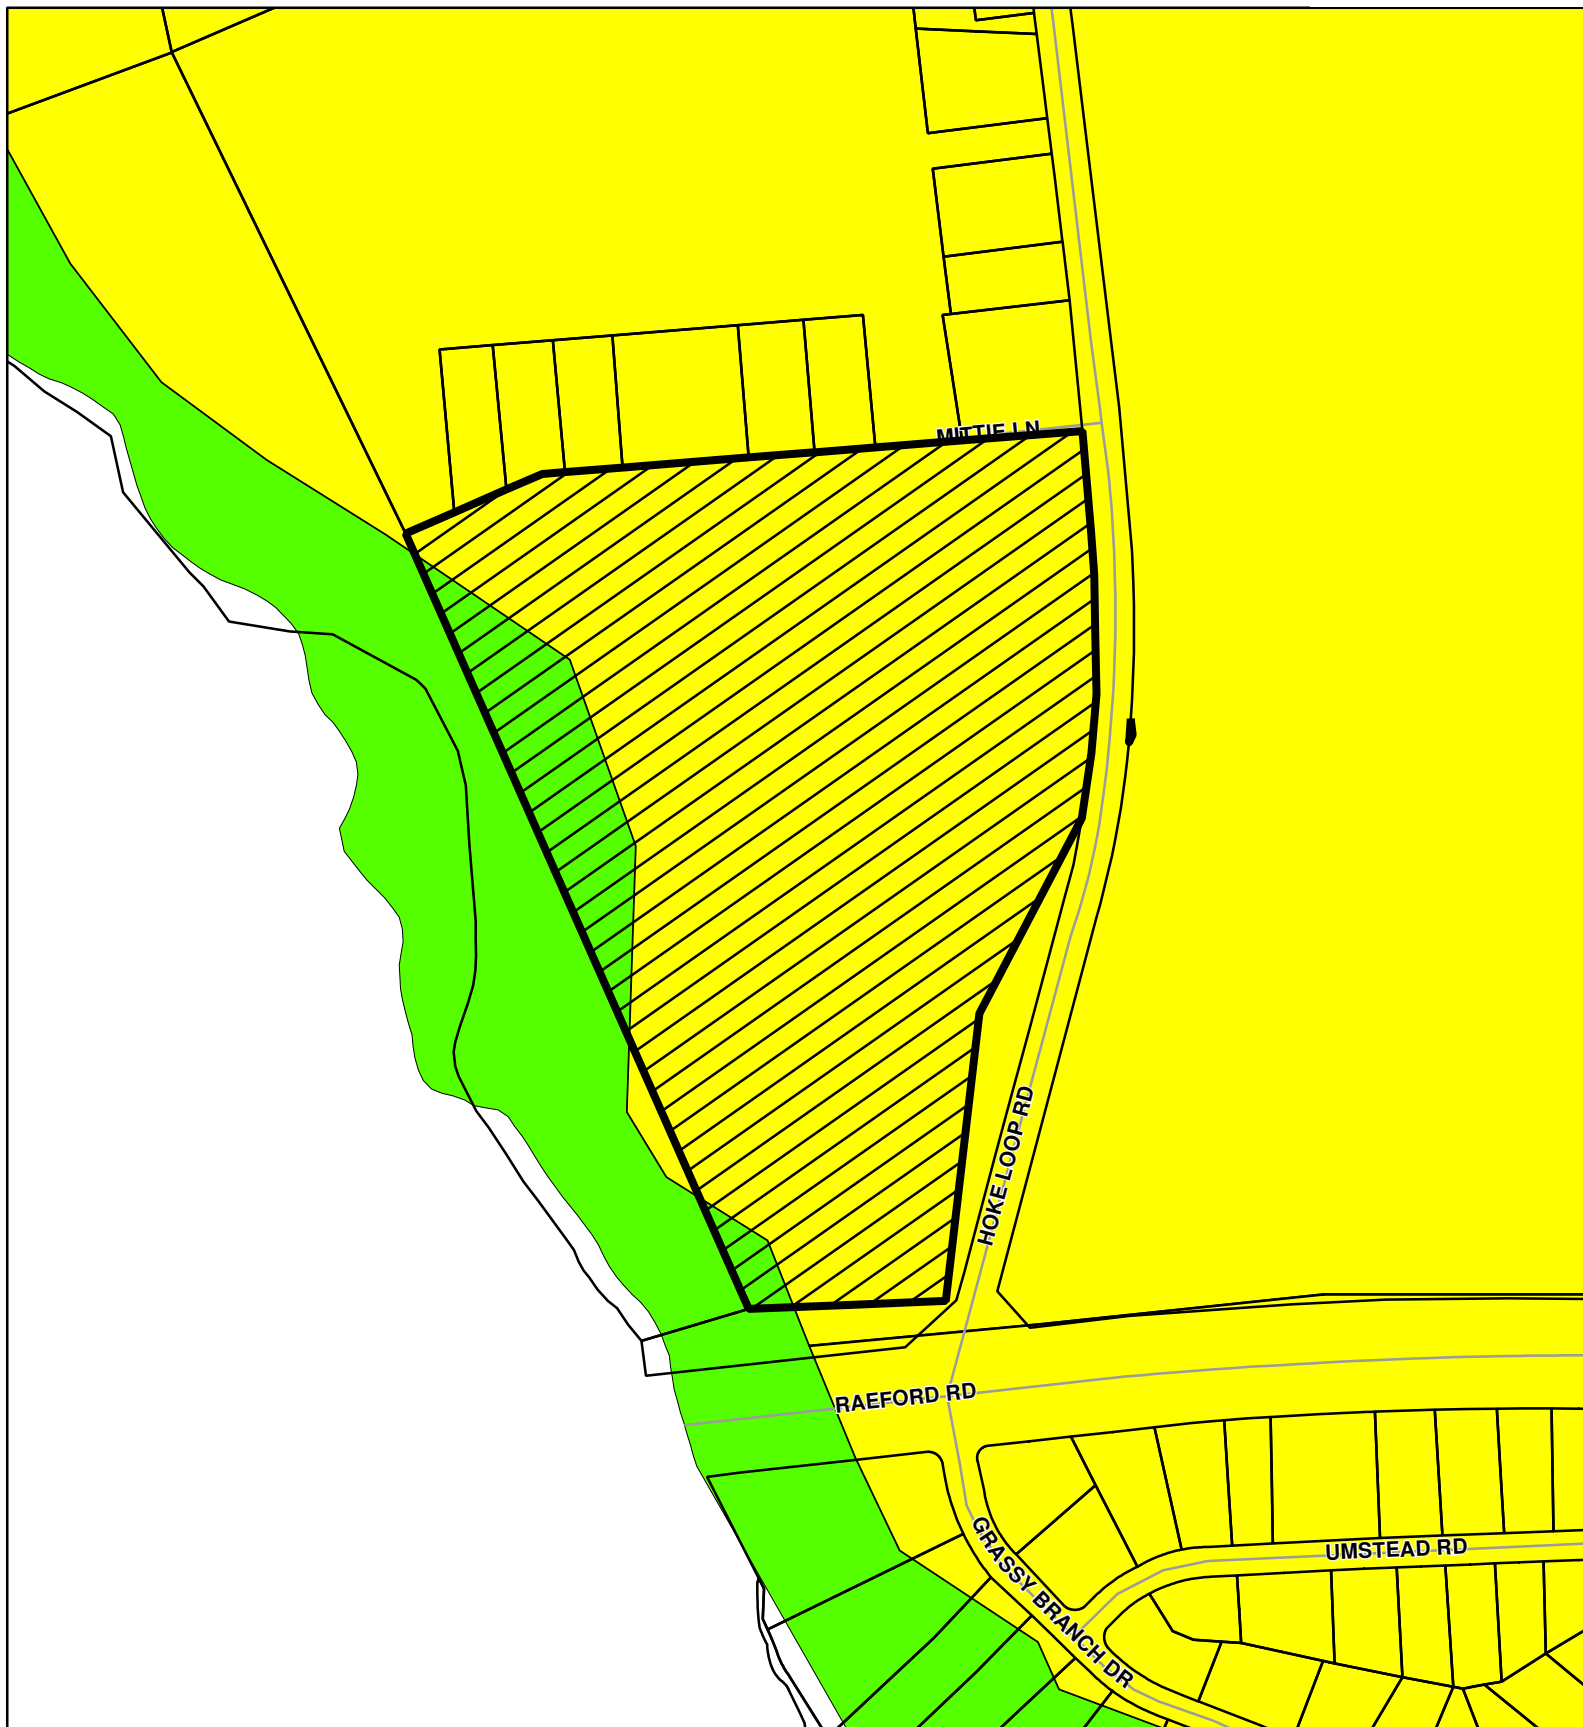 MITTIE LN
HOKE LOOP RD
RAEFORD RD
GRASSY BRANCH DR
UMSTEAD RD